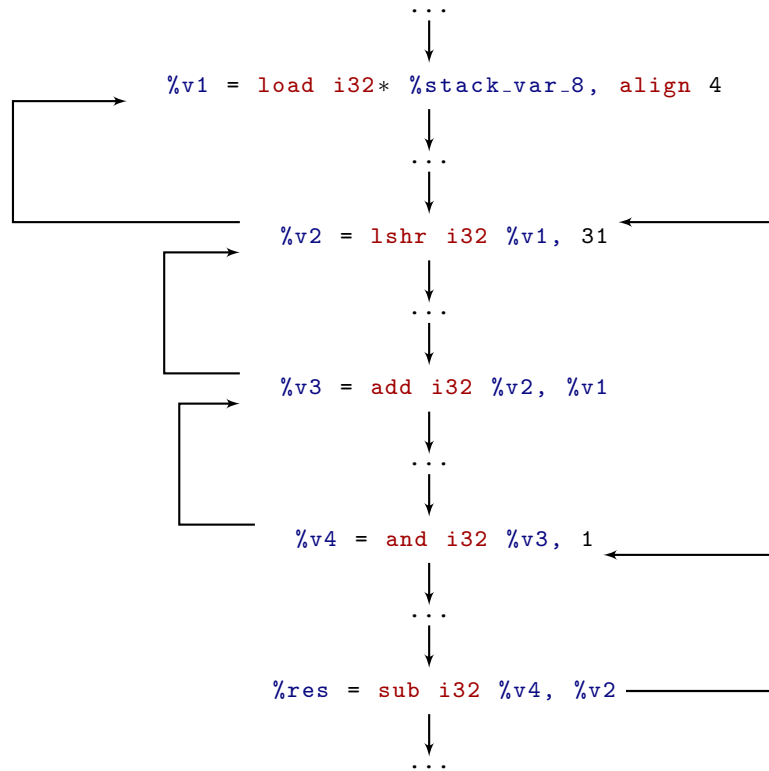 ...
%v1 = load i32* %stack_var_8, align 4
...
%v2 = lshr i32 %v1, 31
...
%v3 = add i32 %v2, %v1
...
%v4 = and i32 %v3, 1
...
%res = sub i32 %v4, %v2
...